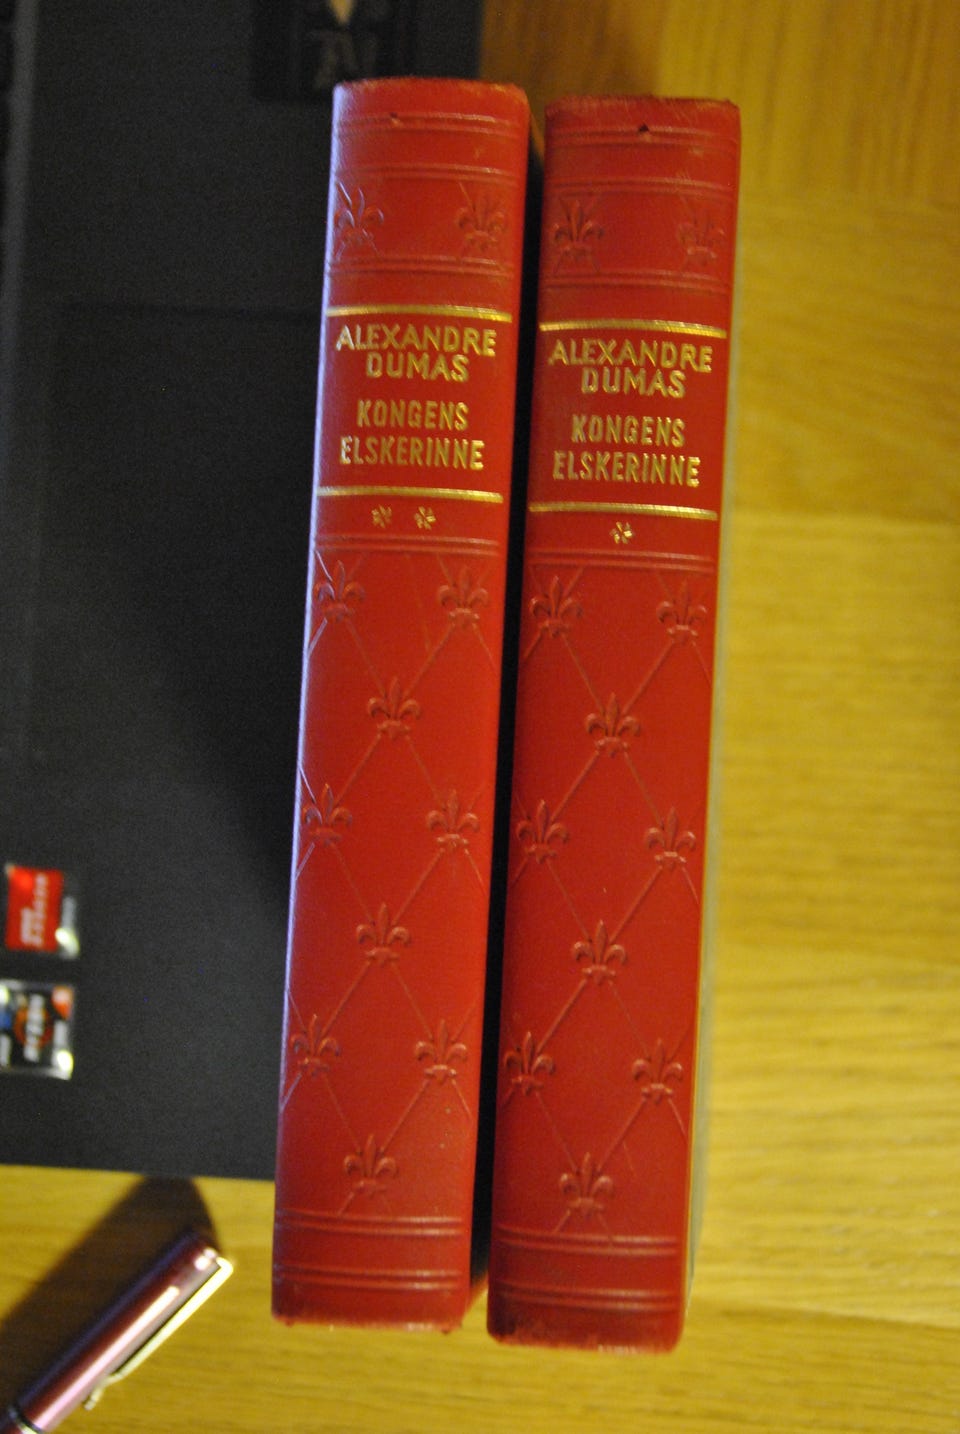 ALEXANDRE
DUMAS
KONGENS
ELSKERINNE
ALEXANDRE
DUMAS
KONGENS
ELSKERINNE